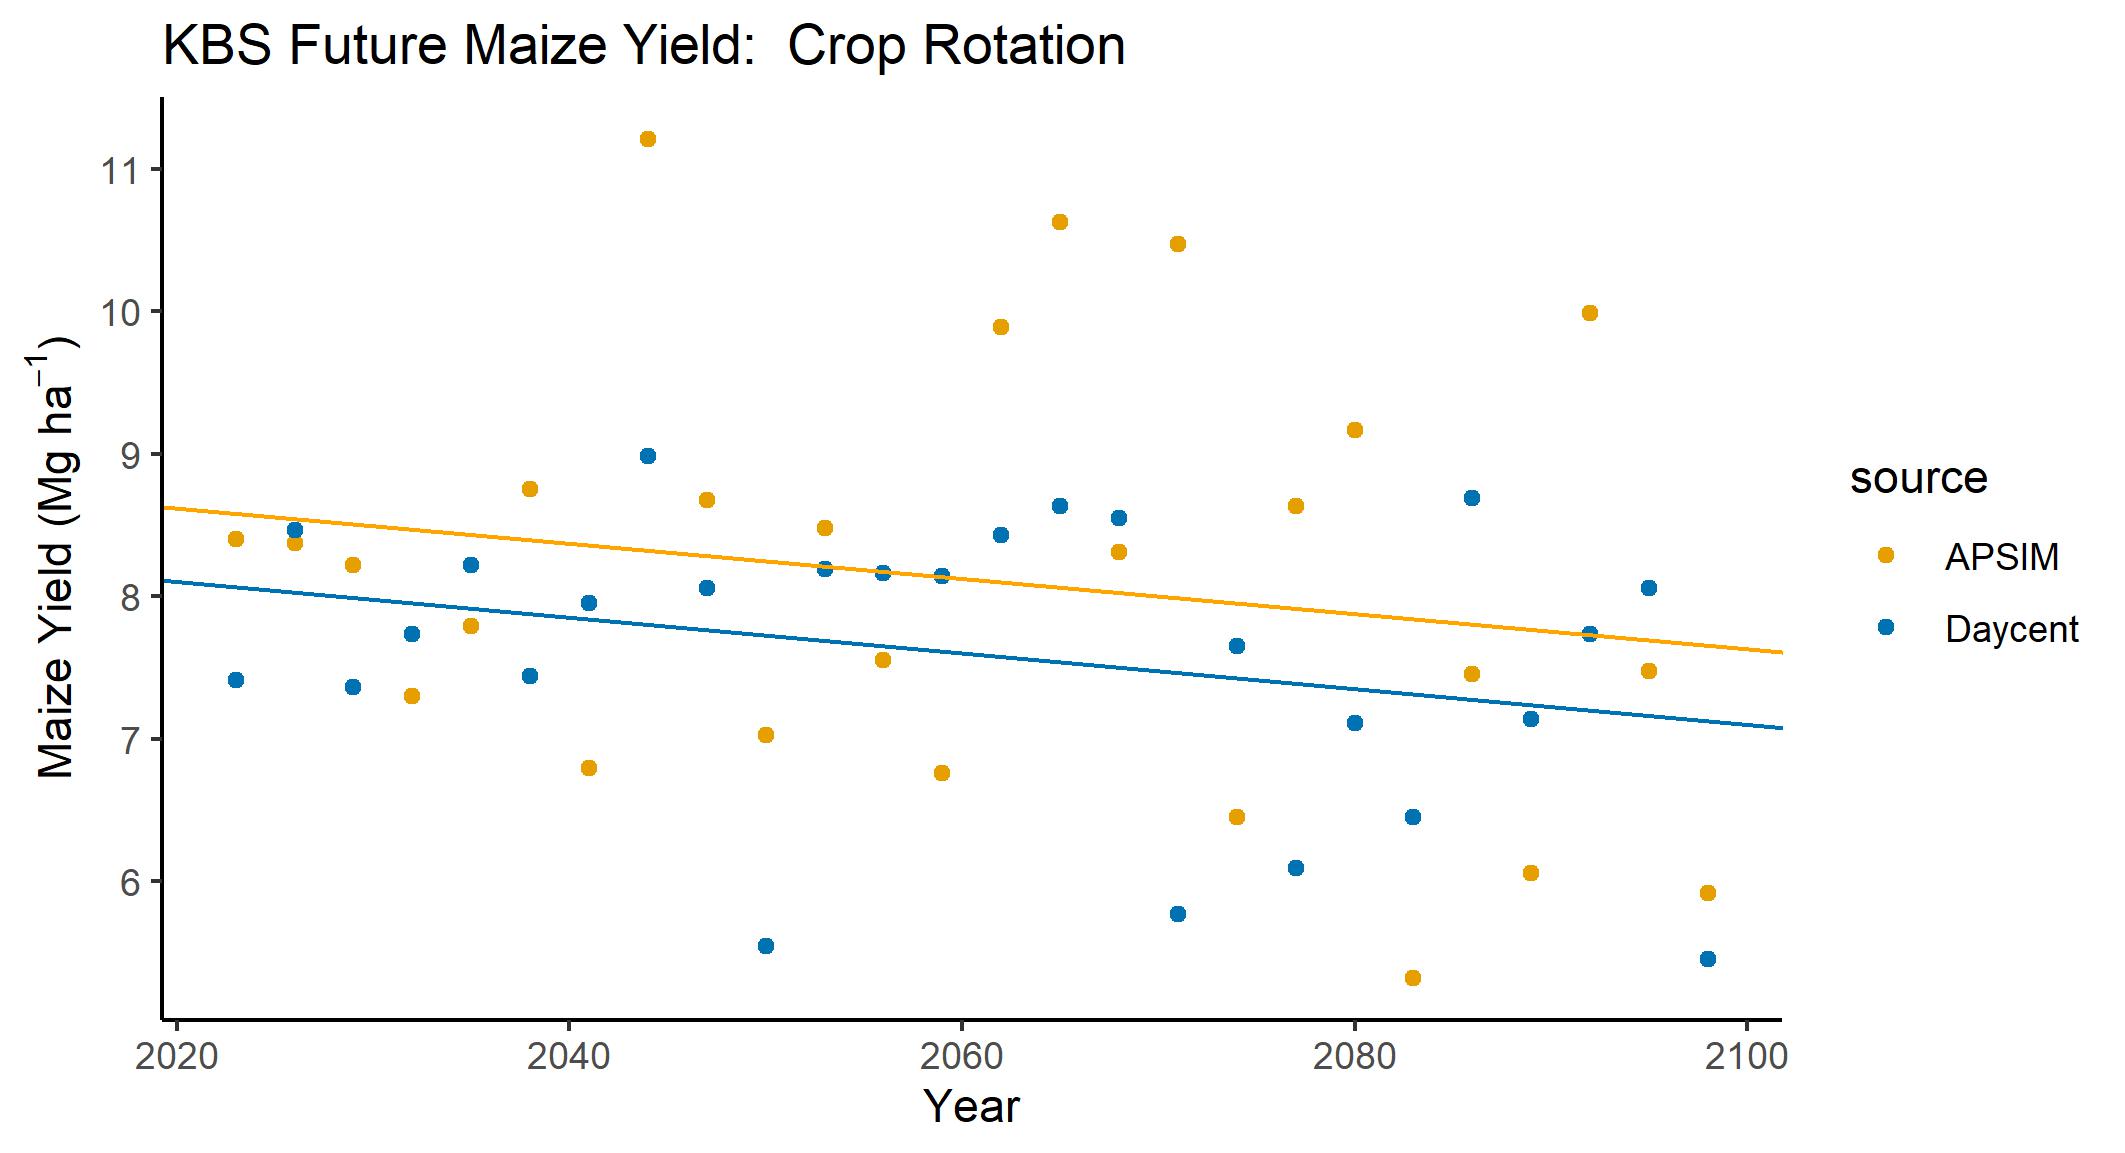 KBS Future Maize Yield:  Crop Rotation
Maize Yield (Mg ha⁻¹)
11
10
9
8
7
6
2020 2040 2060 2080 2100
Year
source
APSIM
Daycent